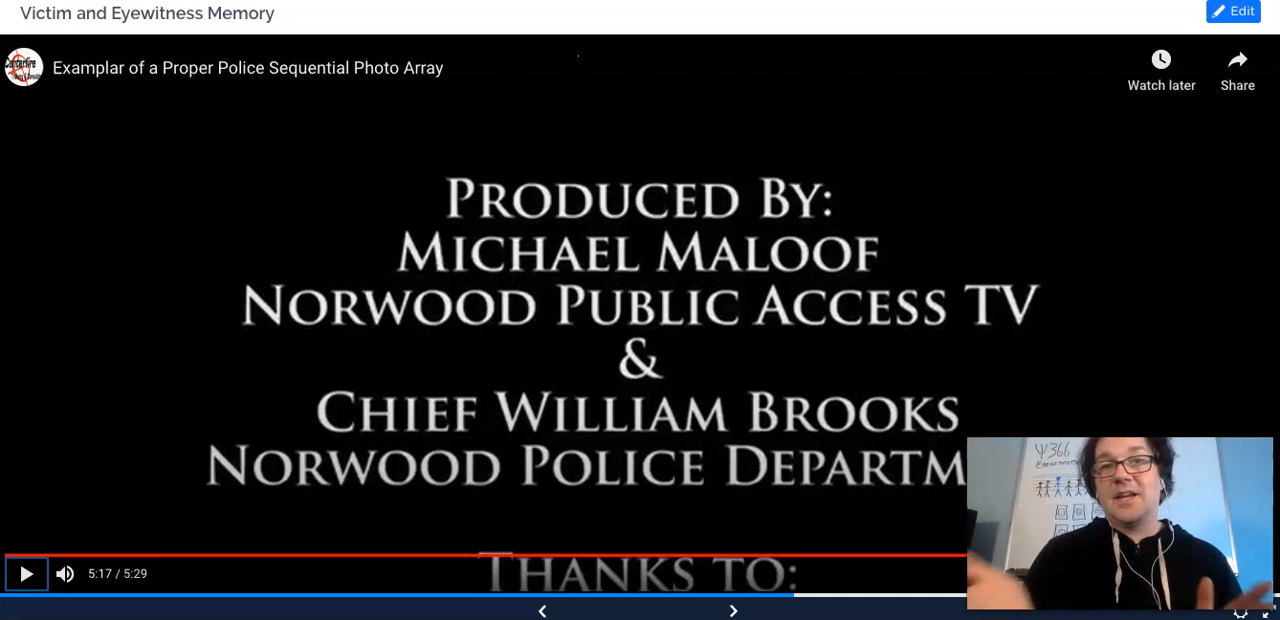 Victim and Eyewitness Memory
Edit
Examplar of a Proper Police Sequential Photo Array
Watch later
Share
PRODUCED BY:
MICHAEL MALOOF
NORWOOD PUBLIC ACCESS TV
&
CHIEF WILLIAM BROOKS
NORWOOD POLICE DEPARTM
THANKS TO:
5:17 / 5:29
Ψ366